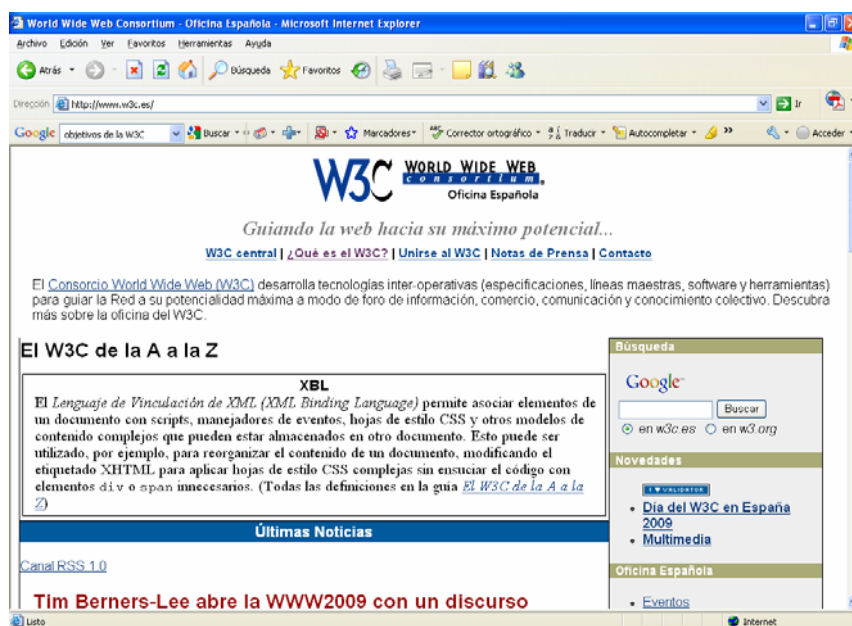 World Wide Web Consortium - Oficina Española - Microsoft Internet Explorer
Archivo Edición Ver Favoritos Herramientas Ayuda
Atrás Búsqueda Favoritos
Dirección http://www.w3c.es/ Ir
Google objetivos de la W3C Buscar Marcadores Corrector ortográfico Traducir Autocompletar » Acceder
W3C WORLD WIDE WEB
consortium
Oficina Española
Guiando la web hacia su máximo potencial...
W3C central | ¿Qué es el W3C? | Unirse al W3C | Notas de Prensa | Contacto
El Consorcio World Wide Web (W3C) desarrolla tecnologías inter-operativas (especificaciones, líneas maestras, software y herramientas)
para guiar la Red a su potencialidad máxima a modo de foro de información, comercio, comunicación y conocimiento colectivo. Descubra
más sobre la oficina del W3C.
El W3C de la A a la Z
XBL
El Lenguaje de Vinculación de XML (XML Binding Language) permite asociar elementos de
un documento con scripts, manejadores de eventos, hojas de estilo CSS y otros modelos de
contenido complejos que pueden estar almacenados en otro documento. Esto puede ser
utilizado, por ejemplo, para reorganizar el contenido de un documento, modificando el
etiquetado XHTML para aplicar hojas de estilo CSS complejas sin ensuciar el código con
elementos div o span innecesarios. (Todas las definiciones en la guía El W3C de la A a la
Z)
Últimas Noticias
Canal RSS 1.0
Tim Berners-Lee abre la WWW2009 con un discurso
Búsqueda
Google
Buscar
en w3c.es en w3.org
Novedades
I ♥ VALIDATOR
Día del W3C en España
2009
Multimedia
Oficina Española
Eventos
Listo Internet